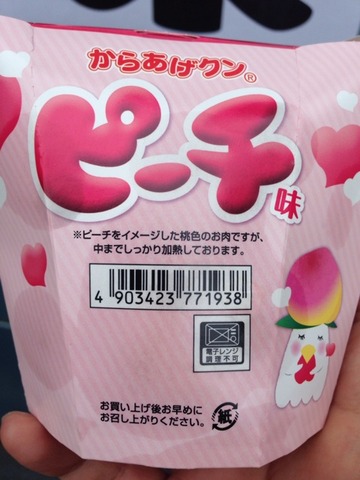 からあげクン®
ピーチ味
※ピーチをイメージした桃色のお肉ですが、
中までしっかり加熱しております。
4 903423 771938
電子レンジ
調理不可
お買い上げ後お早めに
お召し上がりください。
紙